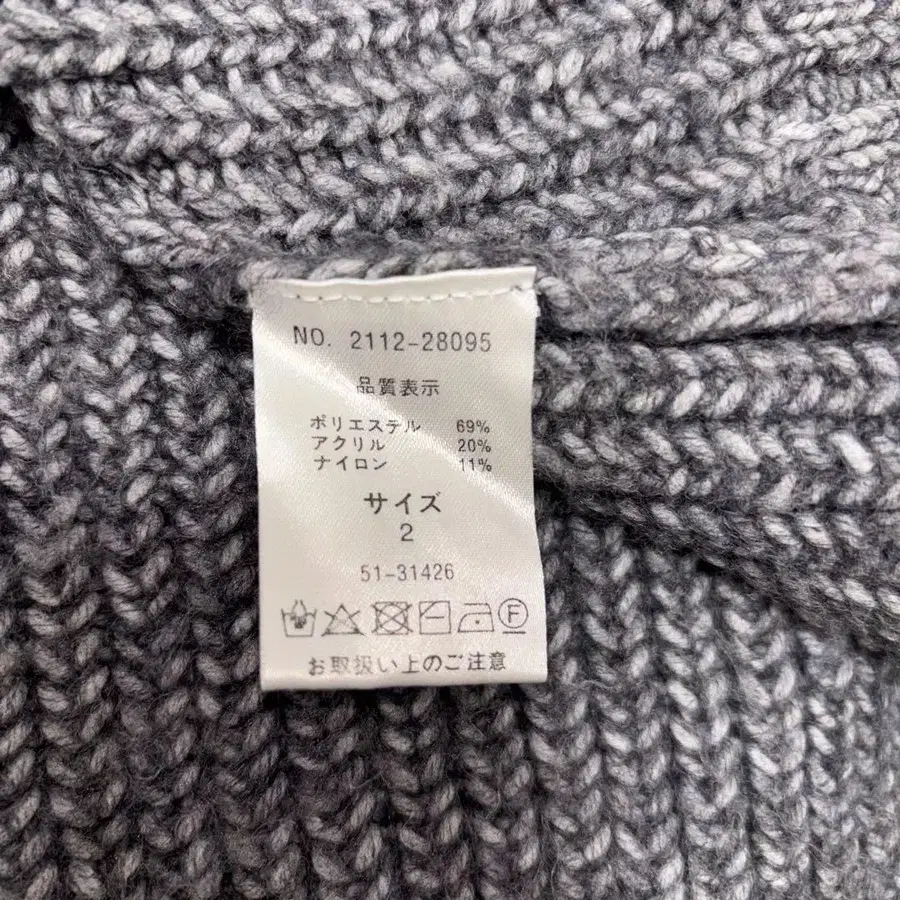 NO. 2112-28095
品質表示
ポリエステル 69%
アクリル 20%
ナイロン 11%
サイズ
2
51-31426
F
お取扱い上のご注意